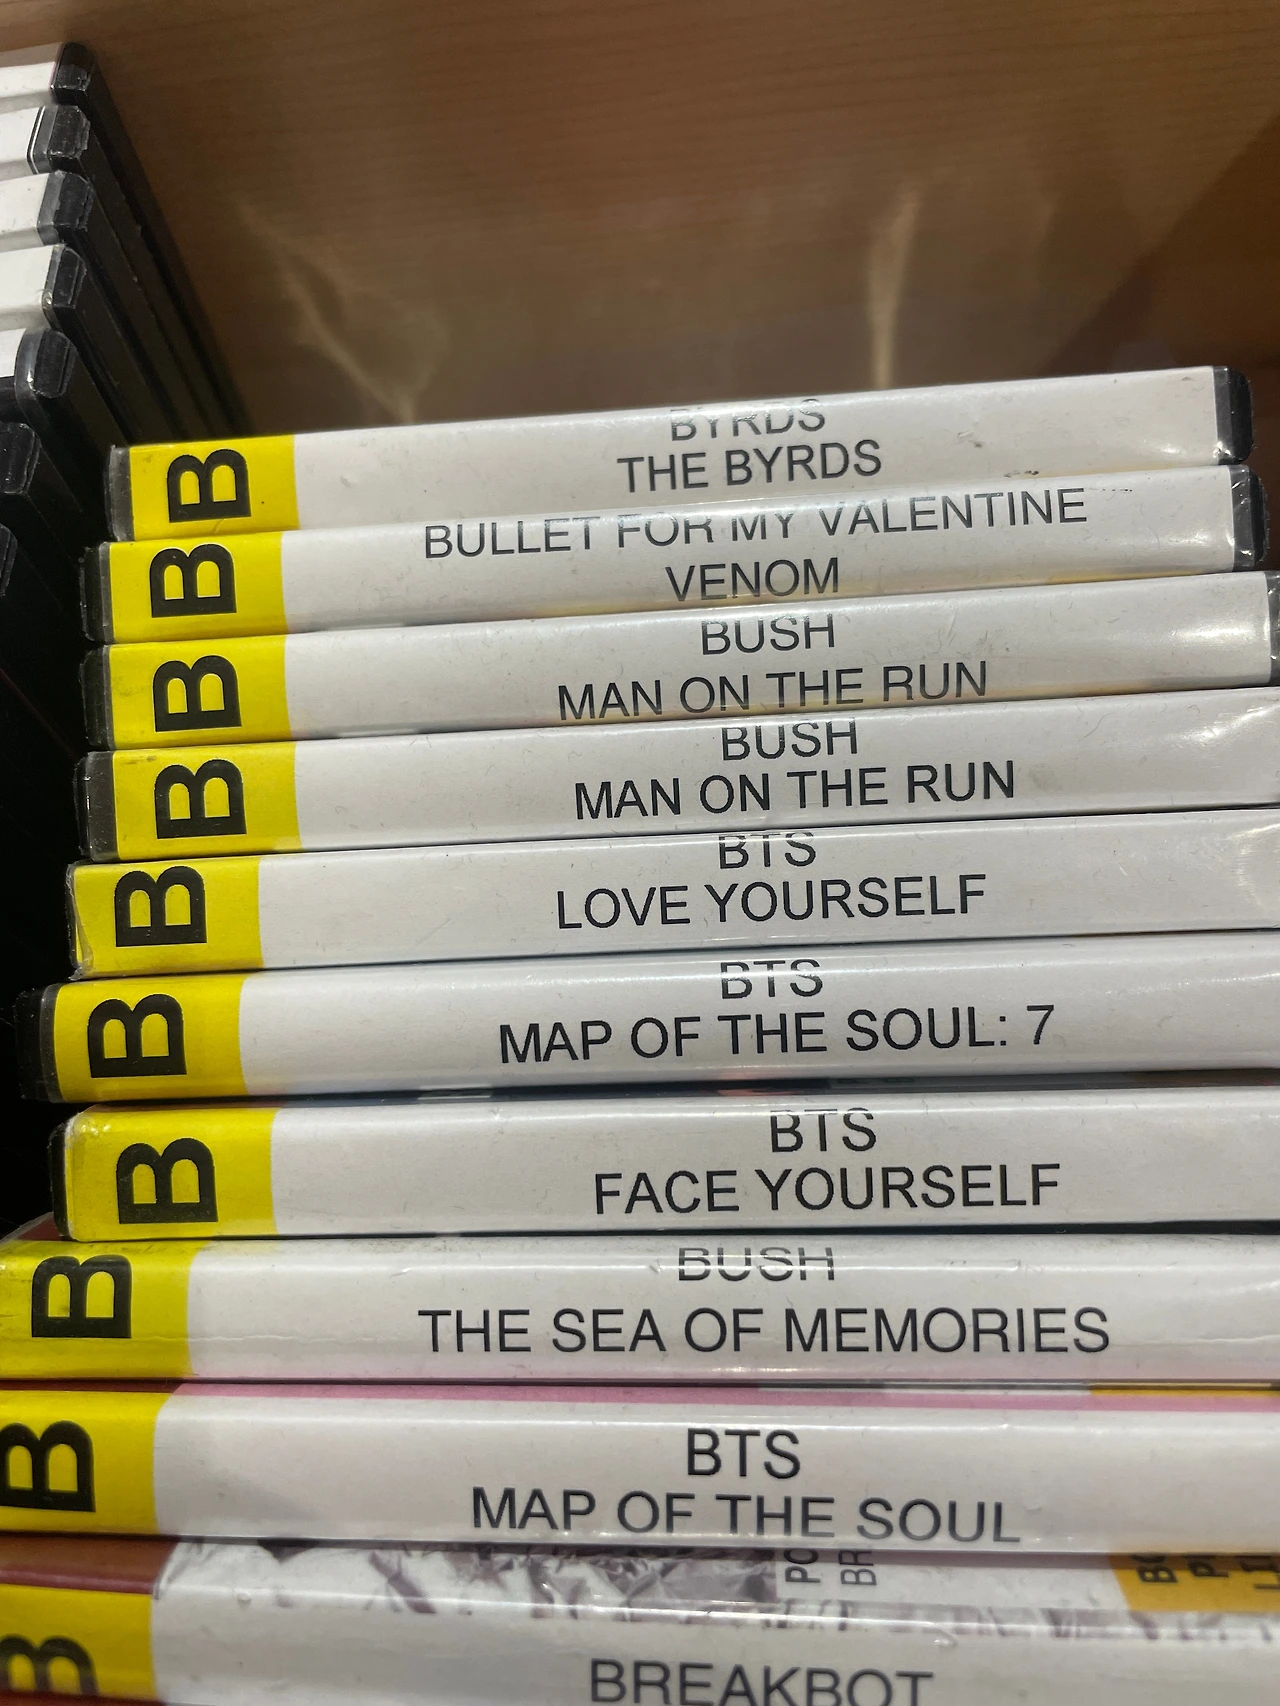 B
BYRDS
THE BYRDS
B
BULLET FOR MY VALENTINE
VENOM
B
BUSH
MAN ON THE RUN
B
BUSH
MAN ON THE RUN
B
BTS
LOVE YOURSELF
B
BTS
MAP OF THE SOUL: 7
B
BTS
FACE YOURSELF
B
BUSH
THE SEA OF MEMORIES
B
BTS
MAP OF THE SOUL
B
BREAKBOT